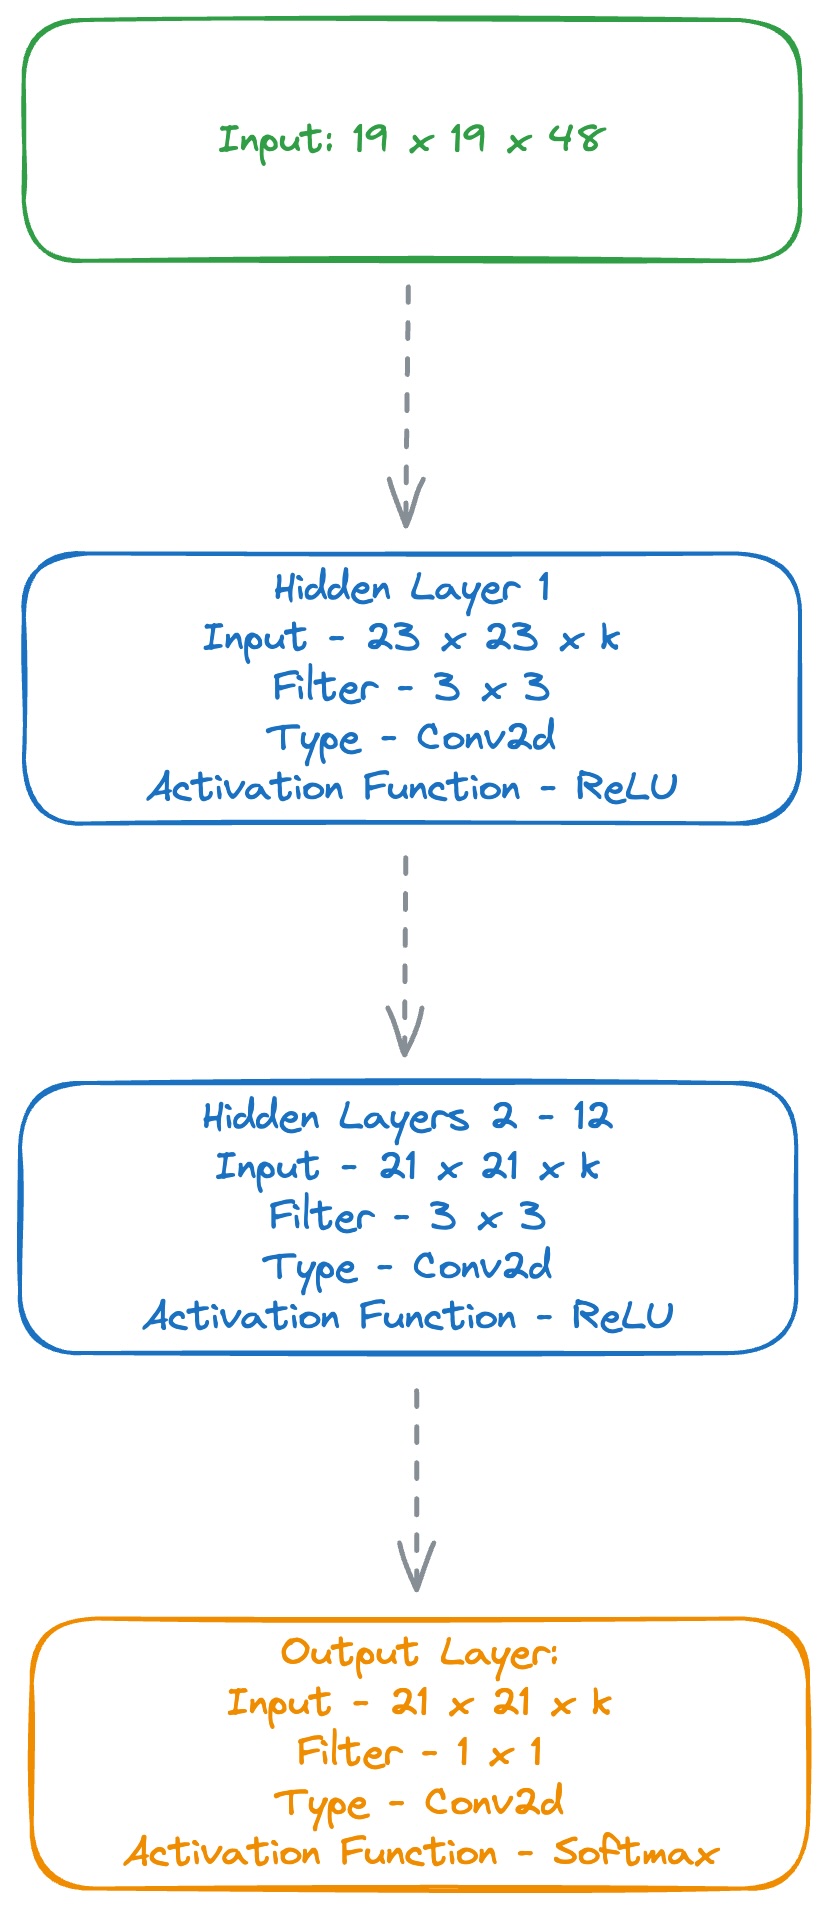 Input: 19 x 19 x 48
Hidden Layer 1
Input - 23 x 23 x k
Filter - 3 x 3
Type - Conv2d
Activation Function - ReLU
Hidden Layers 2 - 12
Input - 21 x 21 x k
Filter - 3 x 3
Type - Conv2d
Activation Function - ReLU
Output Layer:
Input - 21 x 21 x k
Filter - 1 x 1
Type - Conv2d
Activation Function - Softmax